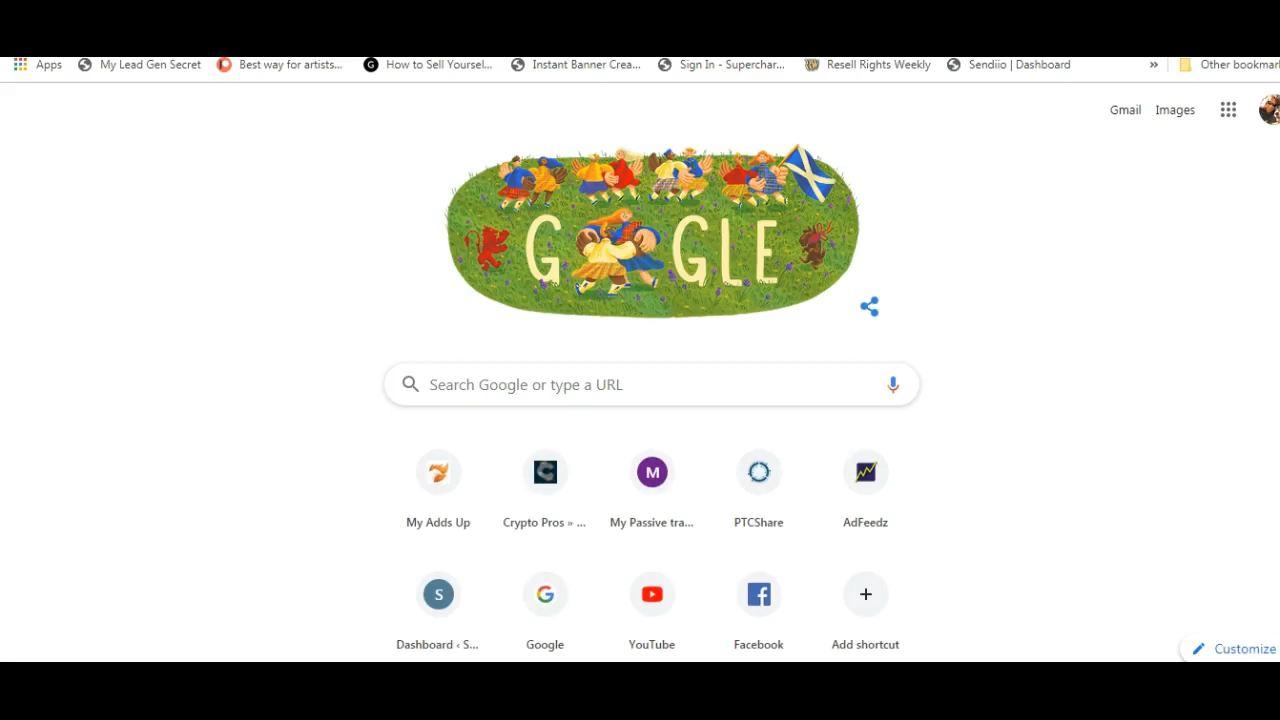 Apps My Lead Gen Secret Best way for artists... G How to Sell Yoursel... Instant Banner Crea... Sign In - Superchar... Resell Rights Weekly Sendiio | Dashboard » Other bookmar
Gmail Images
G GLE
Search Google or type a URL
M
My Adds Up Crypto Pros » ... My Passive tra... PTCShare AdFeedz
S G
Dashboard ‹ S... Google YouTube Facebook Add shortcut
Customize